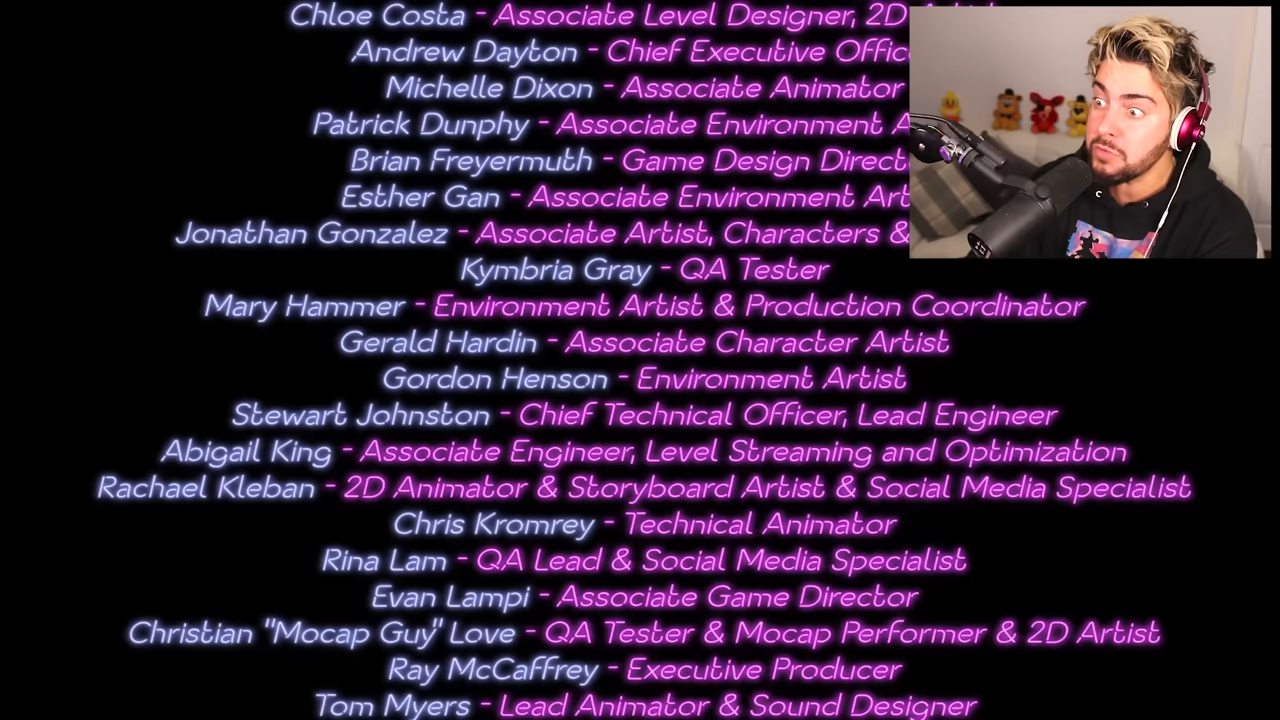 Chloe Costa - Associate Level Designer, 2D
Andrew Dayton - Chief Executive
Michelle Dixon - Associate Animator
Patrick Dunphy - Associate Environment
Brian Freyermuth - Game Design
Esther Gan - Associate Environment
Jonathan Gonzalez - Associate Artist, Characters &
Kymbria Gray - QA Tester
Mary Hammer - Environment Artist & Production Coordinator
Gerald Hardin - Associate Character Artist
Gordon Henson - Environment Artist
Stewart Johnston - Chief Technical Officer, Lead Engineer
Abigail King - Associate Engineer, Level Streaming and Optimization
Rachael Kleban - 2D Animator & Storyboard Artist & Social Media Specialist
Chris Kromrey - Technical Animator
Rina Lam - QA Lead & Social Media Specialist
Evan Lampi - Associate Game Director
Christian "Mocap Guy" Love - QA Tester & Mocap Performer & 2D Artist
Ray McCaffrey - Executive Producer
Tom Myers - Lead Animator & Sound Designer